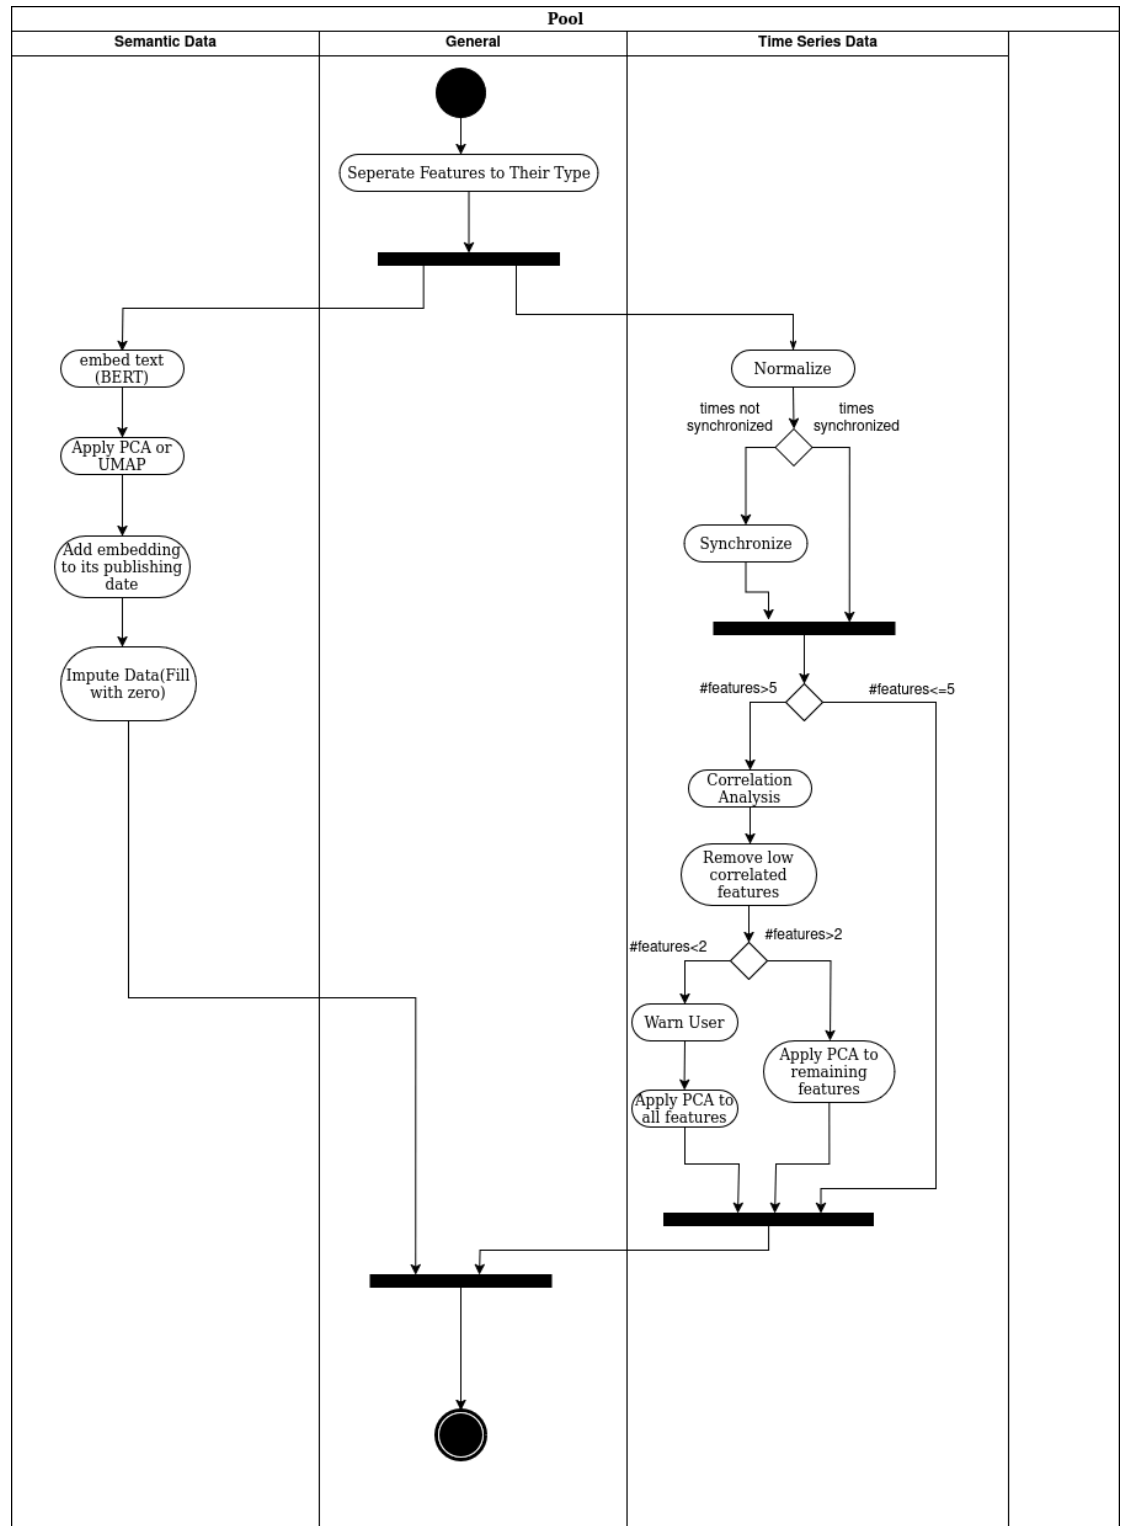 Pool
Semantic Data
General
Time Series Data
Seperate Features to Their Type
embed text
(BERT)
Normalize
times not
synchronized
times
synchronized
Apply PCA or
UMAP
Add embedding
to its publishing
date
Synchronize
Impute Data(Fill
with zero)
#features>5
#features<=5
Correlation
Analysis
Remove low
correlated
features
#features<2
#features>2
Warn User
Apply PCA to
remaining
features
Apply PCA to
all features